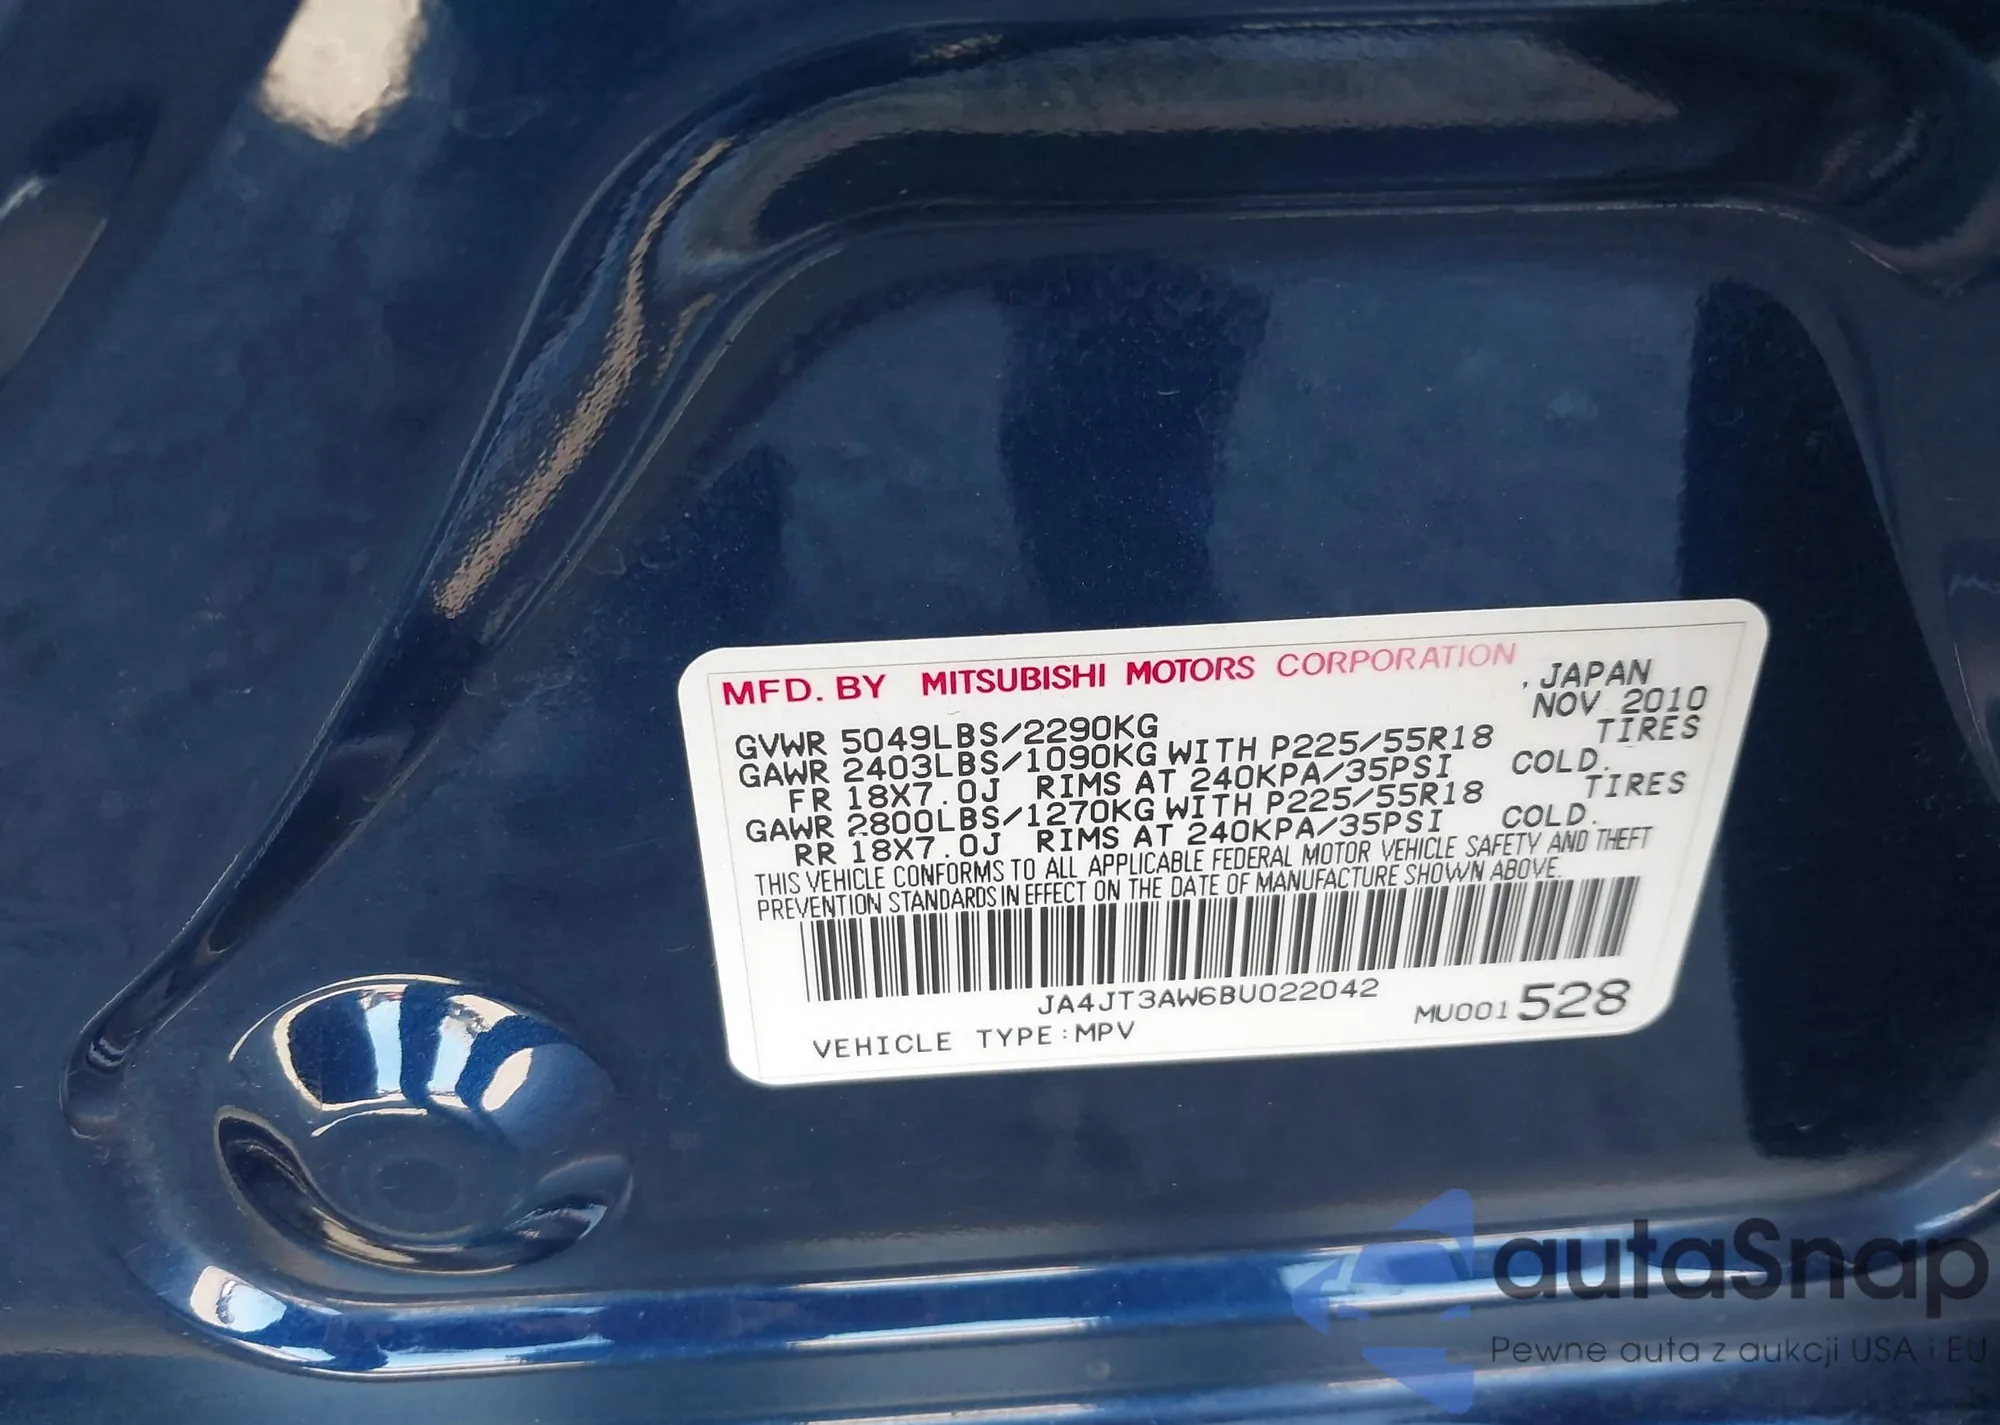 MFD. BY MITSUBISHI MOTORS CORPORATION, JAPAN
NOV 2010
GVWR 5049LBS/2290KG
GAWR 2403LBS/1090KG WITH P225/55R18 TIRES
FR 18X7.0J RIMS AT 240KPA/35PSI COLD.
GAWR 2800LBS/1270KG WITH P225/55R18 TIRES
RR 18X7.0J RIMS AT 240KPA/35PSI COLD.
THIS VEHICLE CONFORMS TO ALL APPLICABLE FEDERAL MOTOR VEHICLE SAFETY AND THEFT
PREVENTION STANDARDS IN EFFECT ON THE DATE OF MANUFACTURE SHOWN ABOVE.
JA4JT3AW6BU022042
MU001528
VEHICLE TYPE:MPV
autaSnap
Pewne auta z aukcji USA i EU